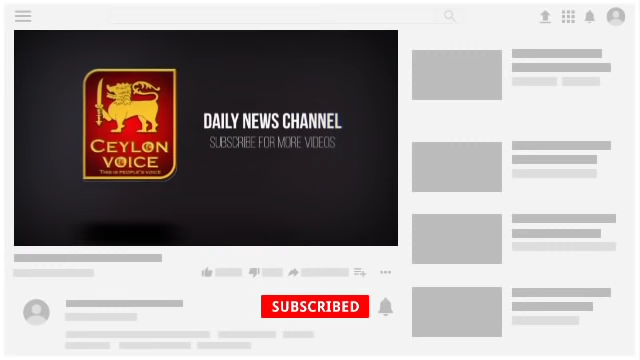 DAILY NEWS CHANNEL
SUBSCRIBE FOR MORE VIDEOS
CEYLON
VOICE
THIS IS PEOPLE'S VOICE
SUBSCRIBED